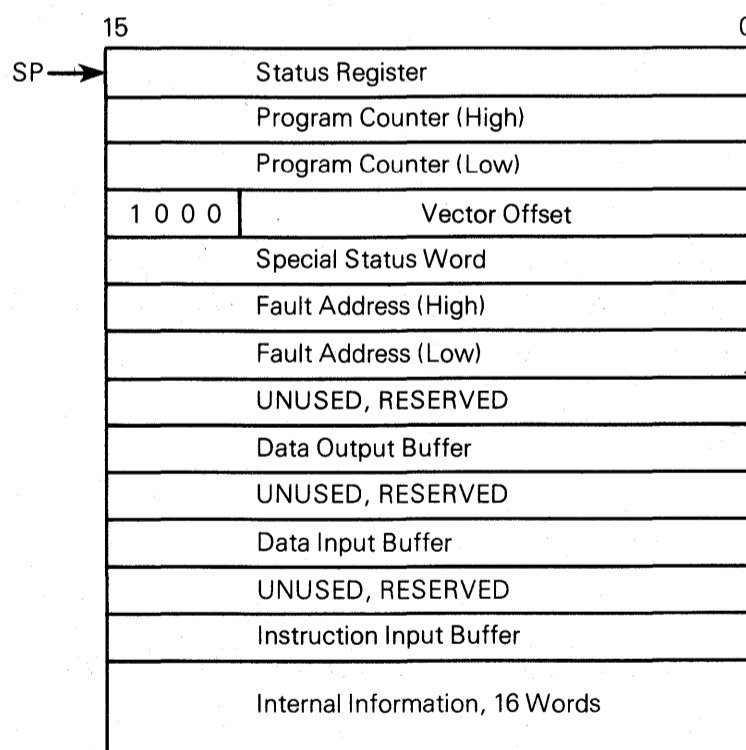 15 0
SP
Status Register
Program Counter (High)
Program Counter (Low)
1 0 0 0 Vector Offset
Special Status Word
Fault Address (High)
Fault Address (Low)
UNUSED, RESERVED
Data Output Buffer
UNUSED, RESERVED
Data Input Buffer
UNUSED, RESERVED
Instruction Input Buffer
Internal Information, 16 Words